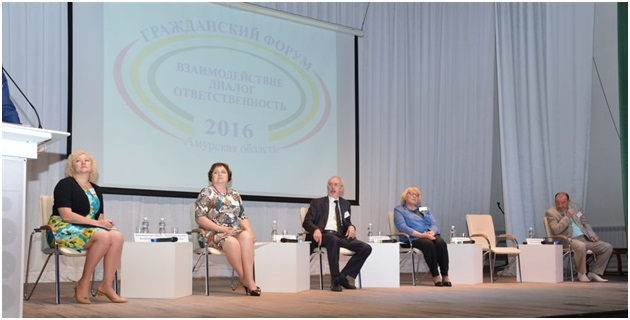 ГРАЖДАНСКИЙ ФОРУМ
ВЗАИМОДЕЙСТВИЕ
ДИАЛОГ
ОТВЕТСТВЕННОСТЬ
2016
Амурская область